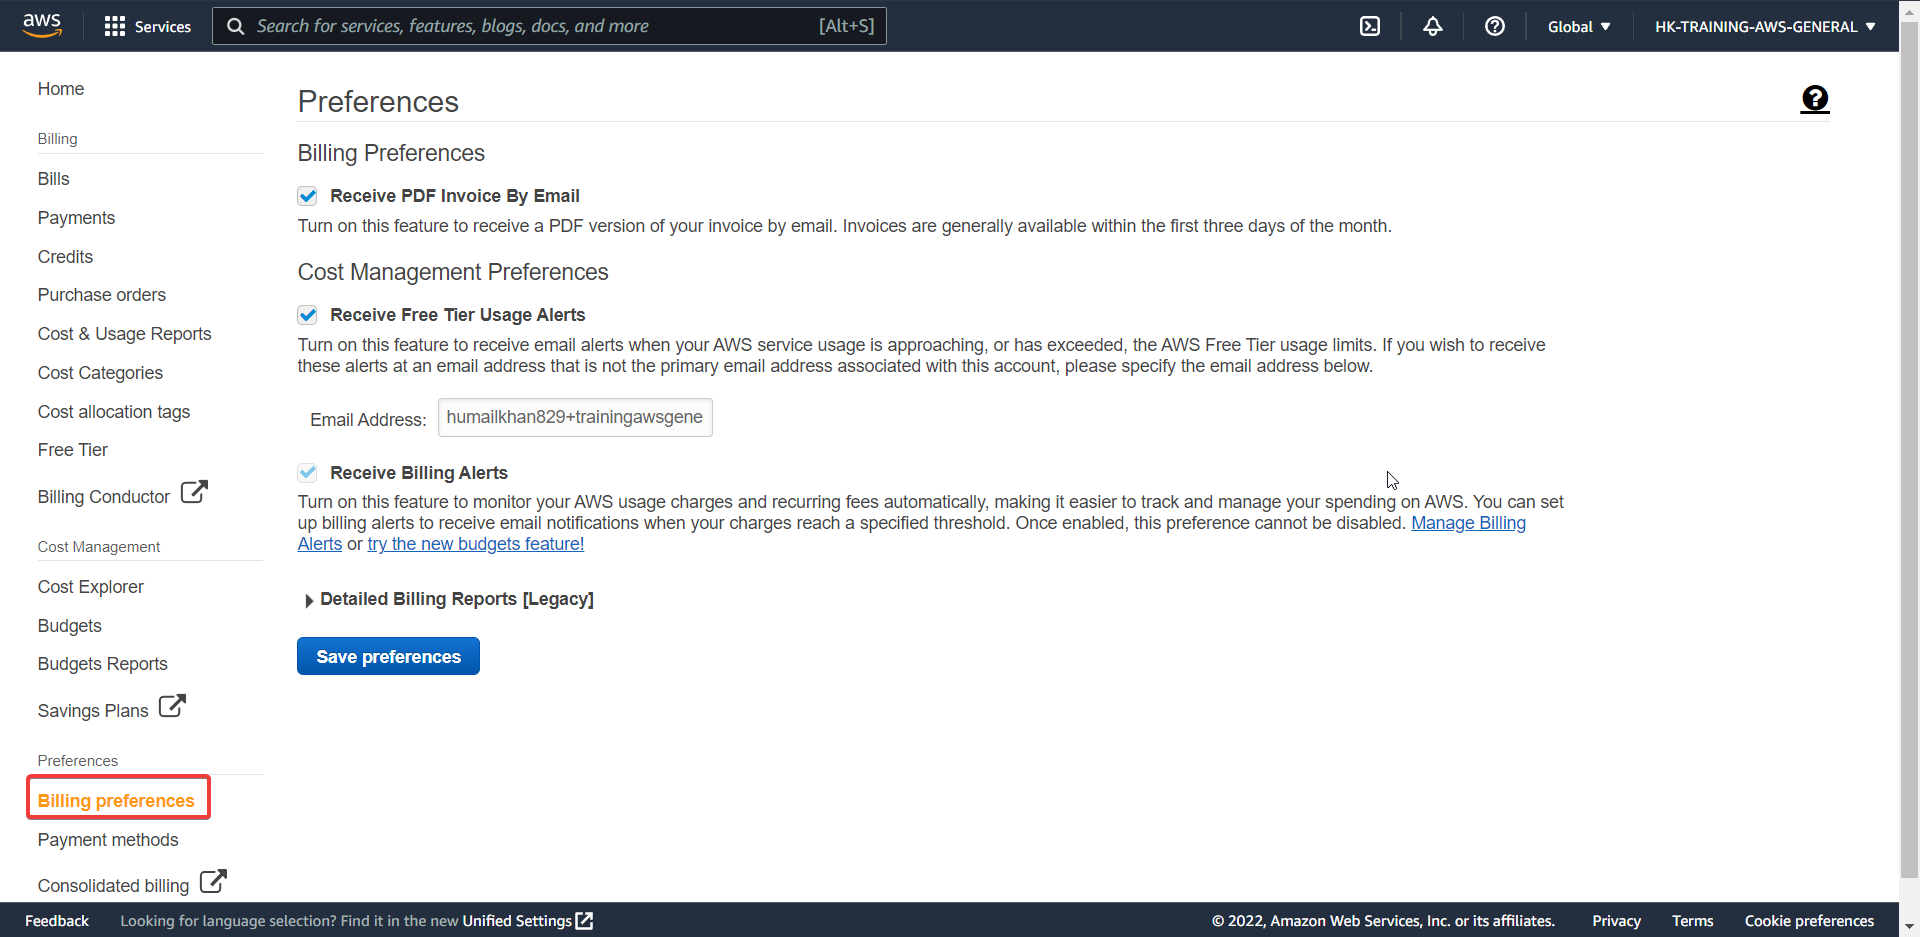 aws
Services
Search for services, features, blogs, docs, and more
[Alt+S]
Global
HK-TRAINING-AWS-GENERAL
Home
Billing
Bills
Payments
Credits
Purchase orders
Cost & Usage Reports
Cost Categories
Cost allocation tags
Free Tier
Billing Conductor
Cost Management
Cost Explorer
Budgets
Budgets Reports
Savings Plans
Preferences
Billing preferences
Payment methods
Consolidated billing
Preferences
Billing Preferences
Receive PDF Invoice By Email
Turn on this feature to receive a PDF version of your invoice by email. Invoices are generally available within the first three days of the month.
Cost Management Preferences
Receive Free Tier Usage Alerts
Turn on this feature to receive email alerts when your AWS service usage is approaching, or has exceeded, the AWS Free Tier usage limits. If you wish to receive
these alerts at an email address that is not the primary email address associated with this account, please specify the email address below.
Email Address: humailkhan829+trainingawsgene
Receive Billing Alerts
Turn on this feature to monitor your AWS usage charges and recurring fees automatically, making it easier to track and manage your spending on AWS. You can set
up billing alerts to receive email notifications when your charges reach a specified threshold. Once enabled, this preference cannot be disabled. Manage Billing
Alerts or try the new budgets feature!
Detailed Billing Reports [Legacy]
Save preferences
Feedback
Looking for language selection? Find it in the new Unified Settings
© 2022, Amazon Web Services, Inc. or its affiliates.
Privacy
Terms
Cookie preferences